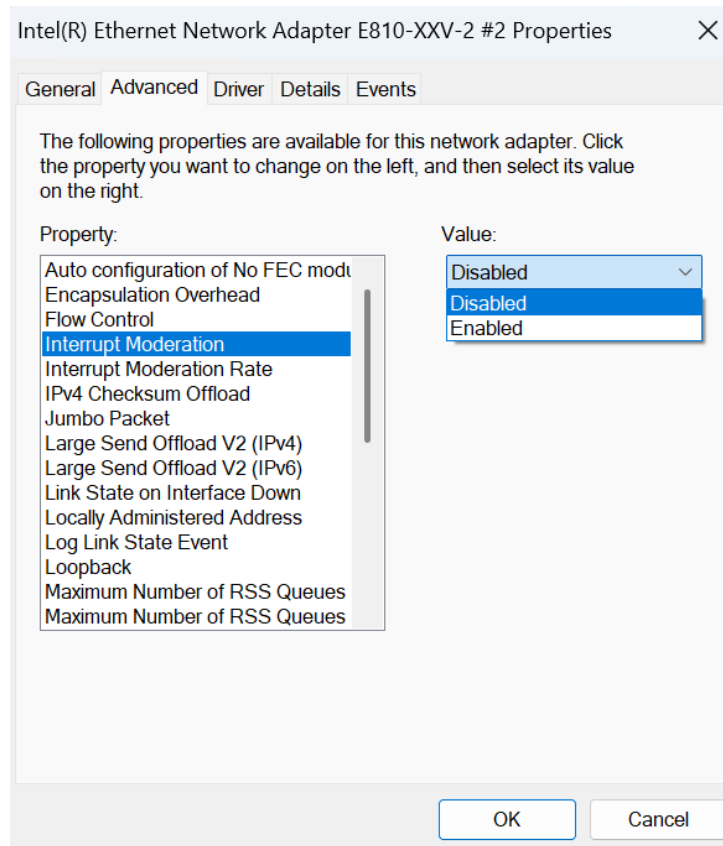 Intel(R) Ethernet Network Adapter E810-XXV-2 #2 Properties
General Advanced Driver Details Events
The following properties are available for this network adapter. Click
the property you want to change on the left, and then select its value
on the right.
Property:
Auto configuration of No FEC modu
Encapsulation Overhead
Flow Control
Interrupt Moderation
Interrupt Moderation Rate
IPv4 Checksum Offload
Jumbo Packet
Large Send Offload V2 (IPv4)
Large Send Offload V2 (IPv6)
Link State on Interface Down
Locally Administered Address
Log Link State Event
Loopback
Maximum Number of RSS Queues
Maximum Number of RSS Queues
Value:
Disabled
Disabled
Enabled
OK Cancel